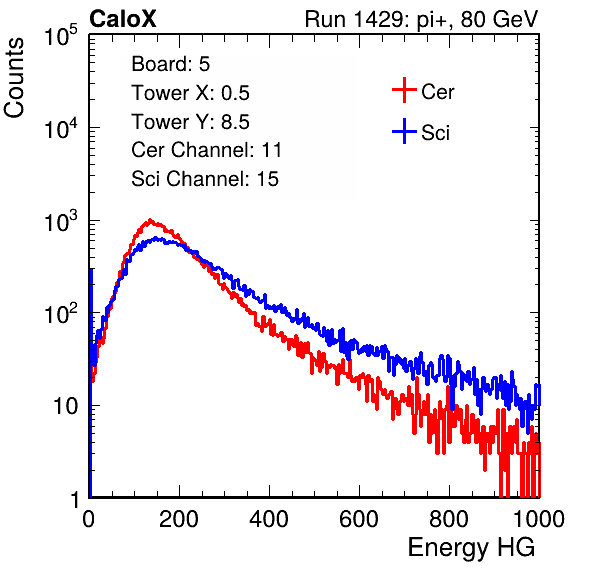 CaloX Run 1429: pi+, 80 GeV
Counts
Board: 5
Tower X: 0.5
Tower Y: 8.5
Cer Channel: 11
Sci Channel: 15
Cer
Sci
10^5
10^4
10^3
10^2
10
1
0 200 400 600 800 1000
Energy HG